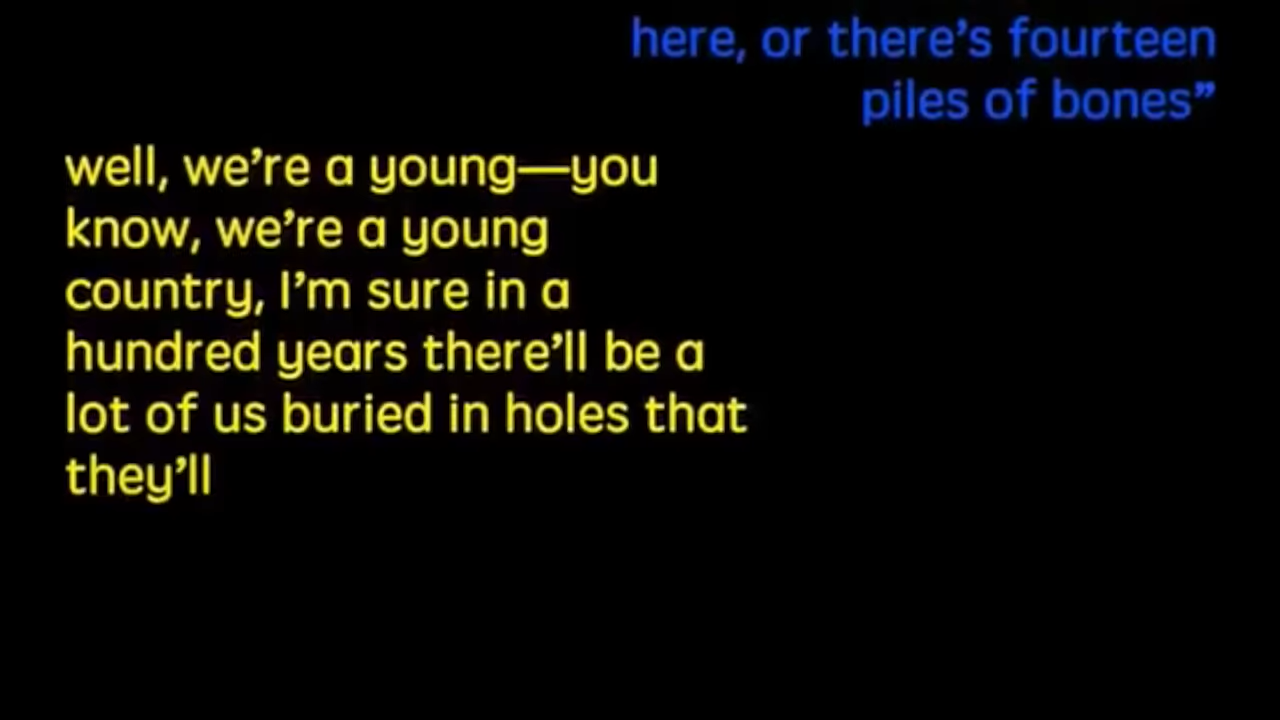 here, or there’s fourteen
piles of bones”
well, we’re a young—you
know, we’re a young
country, I’m sure in a
hundred years there’ll be a
lot of us buried in holes that
they’ll